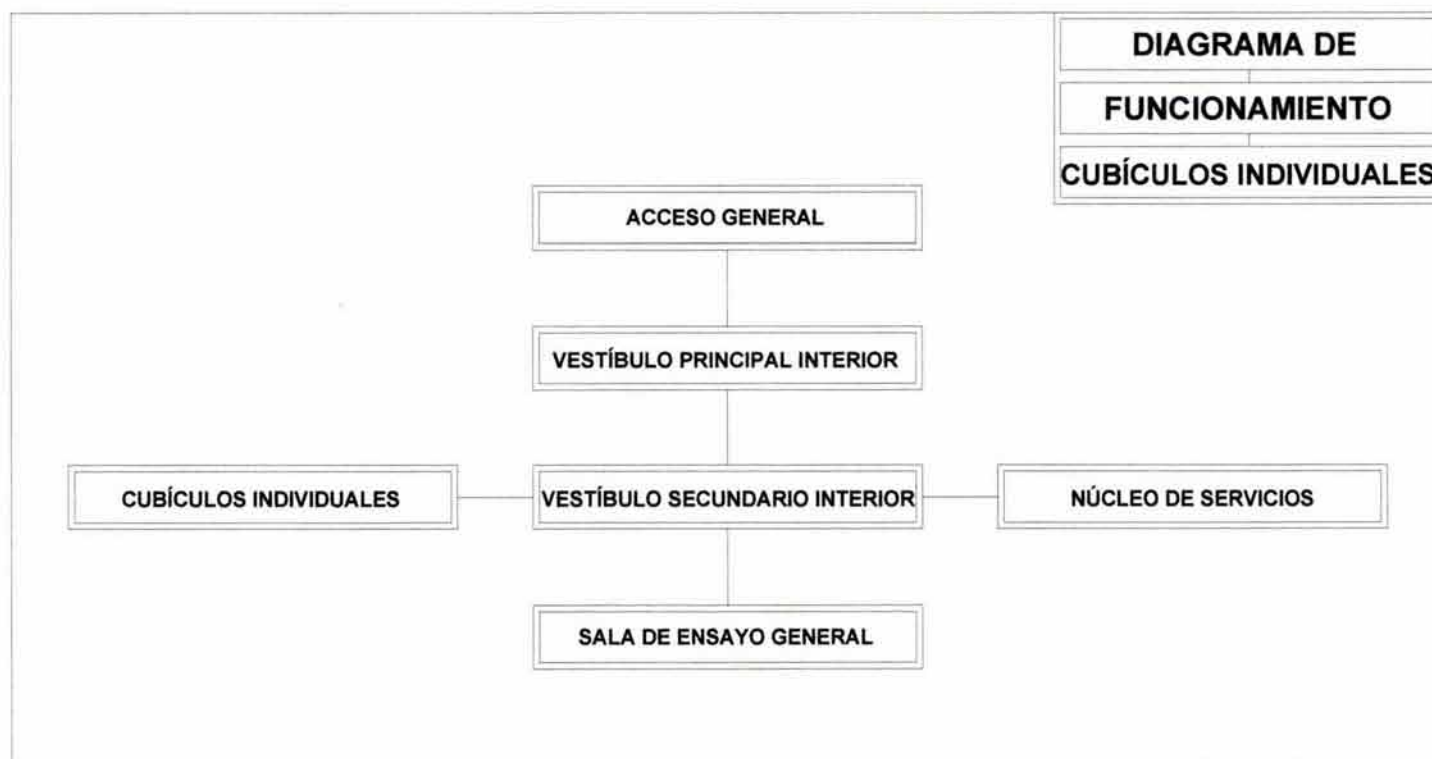 DIAGRAMA DE
FUNCIONAMIENTO
CUBÍCULOS INDIVIDUALES
ACCESO GENERAL
VESTÍBULO PRINCIPAL INTERIOR
CUBÍCULOS INDIVIDUALES
VESTÍBULO SECUNDARIO INTERIOR
NÚCLEO DE SERVICIOS
SALA DE ENSAYO GENERAL